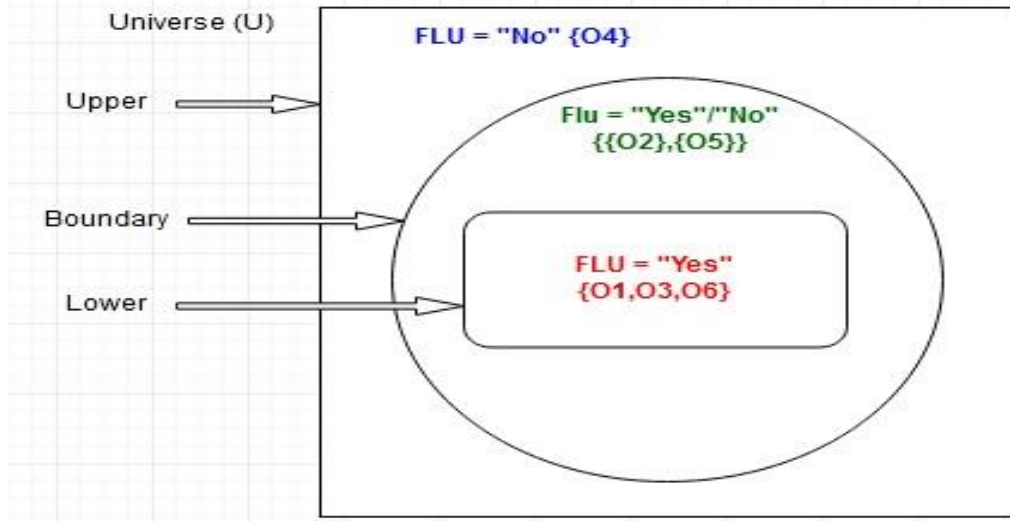 Universe (U)
FLU = "No" {O4}
Upper
Flu = "Yes"/"No"
{{O2},{O5}}
Boundary
FLU = "Yes"
{O1,O3,O6}
Lower